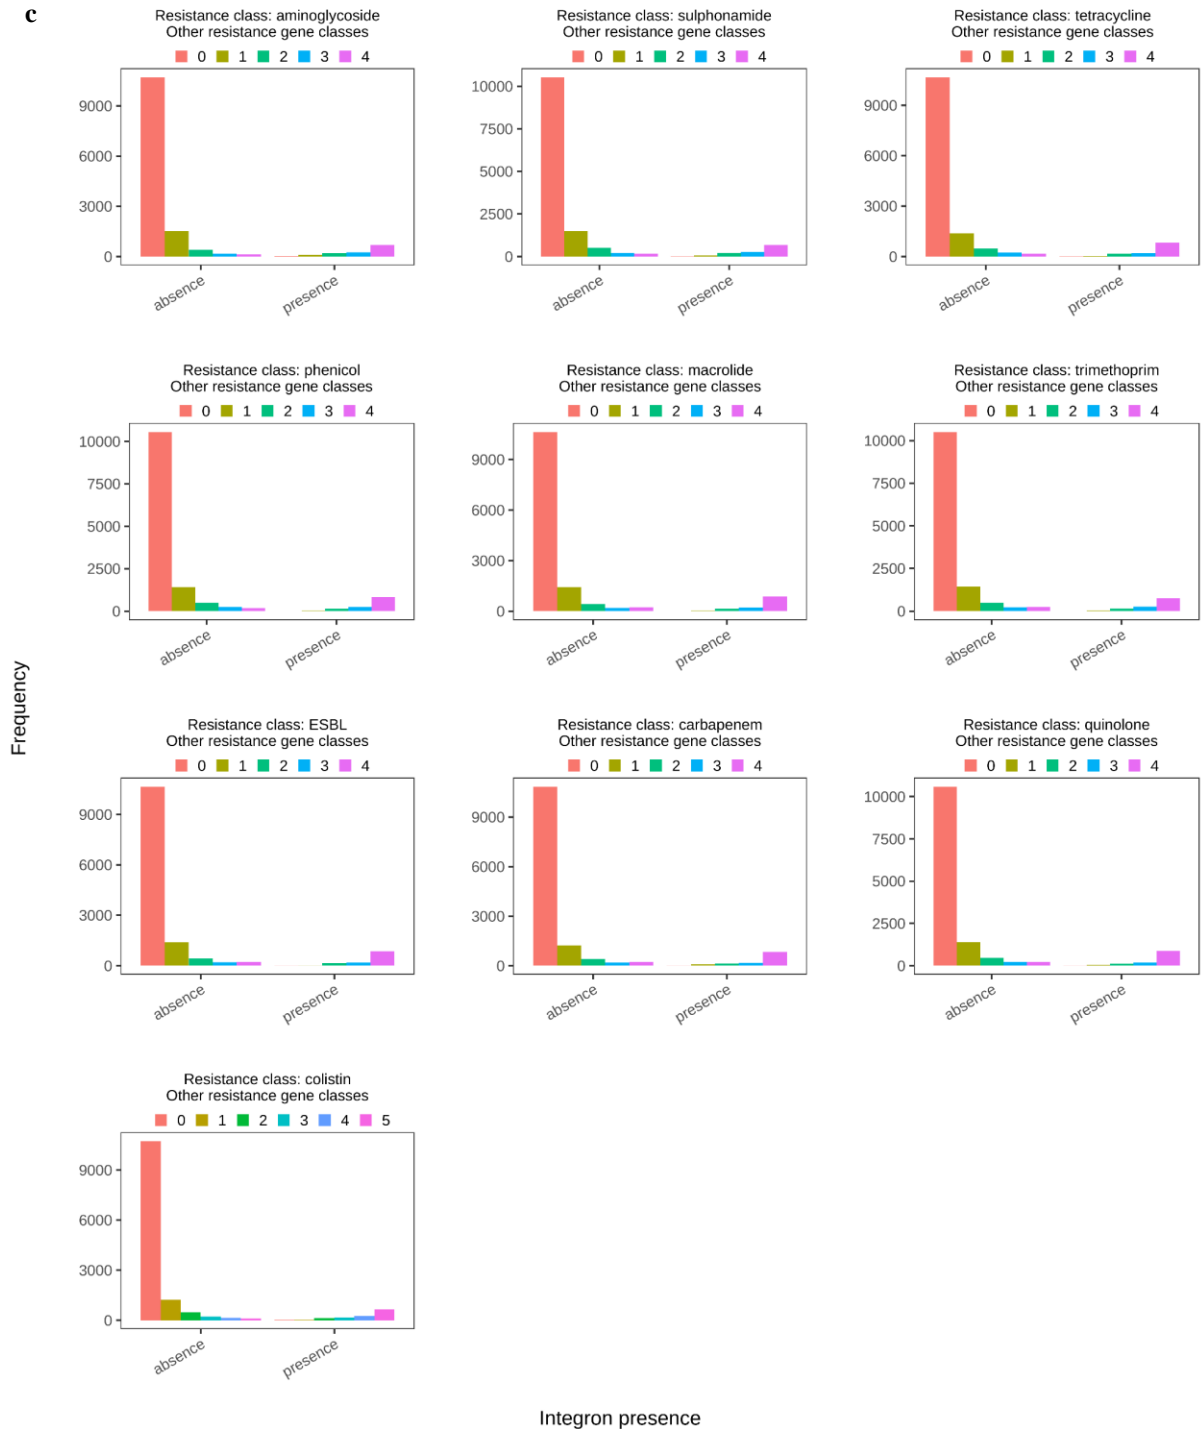 c
Resistance class: aminoglycoside
Other resistance gene classes
0 1 2 3 4
9000
6000
3000
0
absence
presence
Resistance class: sulphonamide
Other resistance gene classes
0 1 2 3 4
10000
7500
5000
2500
0
absence
presence
Resistance class: tetracycline
Other resistance gene classes
0 1 2 3 4
9000
6000
3000
0
absence
presence
Resistance class: phenicol
Other resistance gene classes
0 1 2 3 4
10000
7500
5000
2500
0
absence
presence
Resistance class: macrolide
Other resistance gene classes
0 1 2 3 4
9000
6000
3000
0
absence
presence
Resistance class: trimethoprim
Other resistance gene classes
0 1 2 3 4
10000
7500
5000
2500
0
absence
presence
Frequency
Resistance class: ESBL
Other resistance gene classes
0 1 2 3 4
9000
6000
3000
0
absence
presence
Resistance class: carbapenem
Other resistance gene classes
0 1 2 3 4
9000
6000
3000
0
absence
presence
Resistance class: quinolone
Other resistance gene classes
0 1 2 3 4
10000
7500
5000
2500
0
absence
presence
Resistance class: colistin
Other resistance gene classes
0 1 2 3 4 5
9000
6000
3000
0
absence
presence
Integron presence